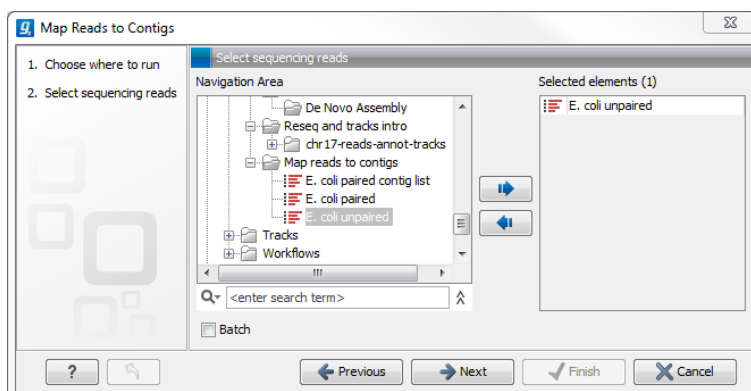 Map Reads to Contigs
1. Choose where to run
2. Select sequencing reads
Select sequencing reads
Navigation Area
De Novo Assembly
Reseq and tracks intro
chr17-reads-annot-tracks
Map reads to contigs
E. coli paired contig list
E. coli paired
E. coli unpaired
Tracks
Workflows
<enter search term>
Batch
Selected elements (1)
E. coli unpaired
?
Previous
Next
Finish
Cancel